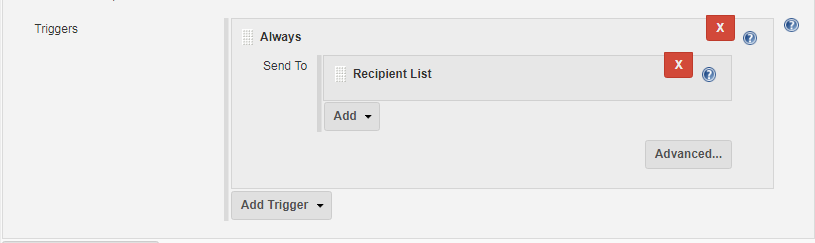 Triggers
Always
X
?
?
Send To
Recipient List
X
?
Add
Advanced...
Add Trigger